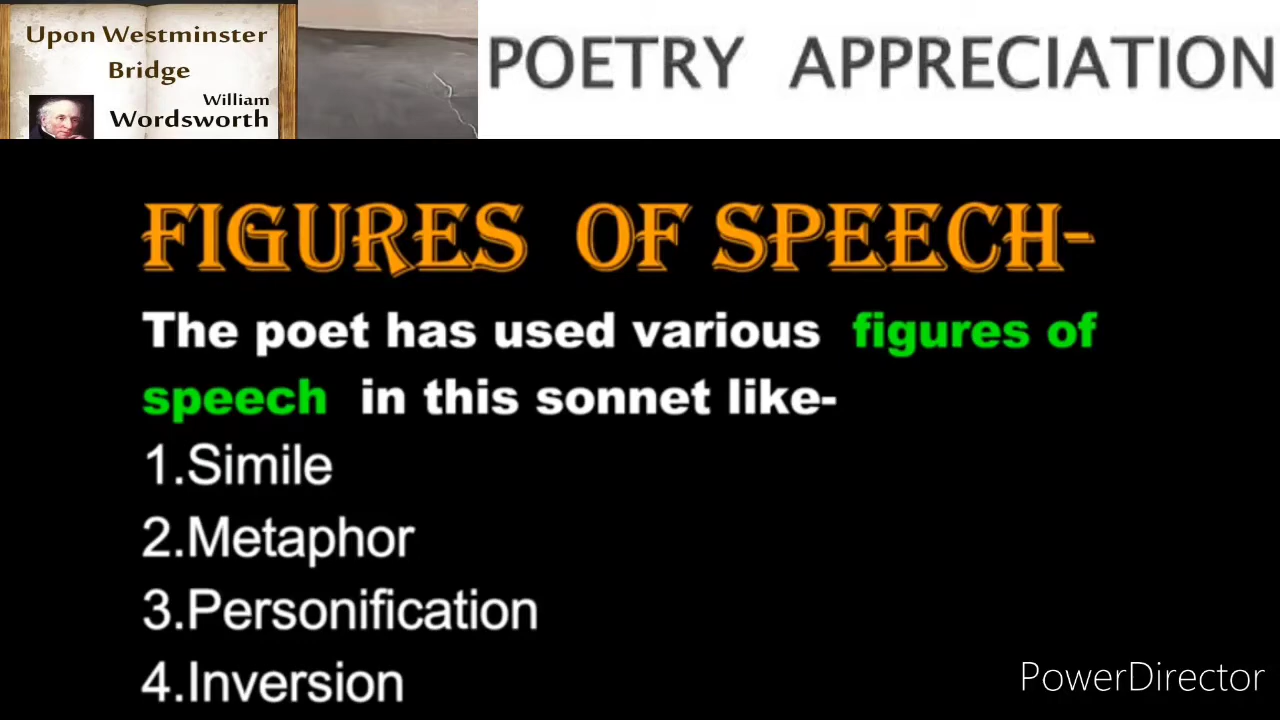 Upon Westminster
Bridge
William
Wordsworth
POETRY APPRECIATION
FIGURES OF SPEECH-
The poet has used various figures of
speech in this sonnet like-
1.Simile
2.Metaphor
3.Personification
4.Inversion
PowerDirector